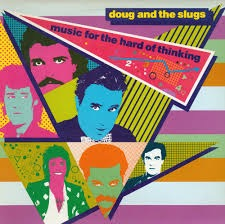 doug and the slugs
music for the hard of thinking